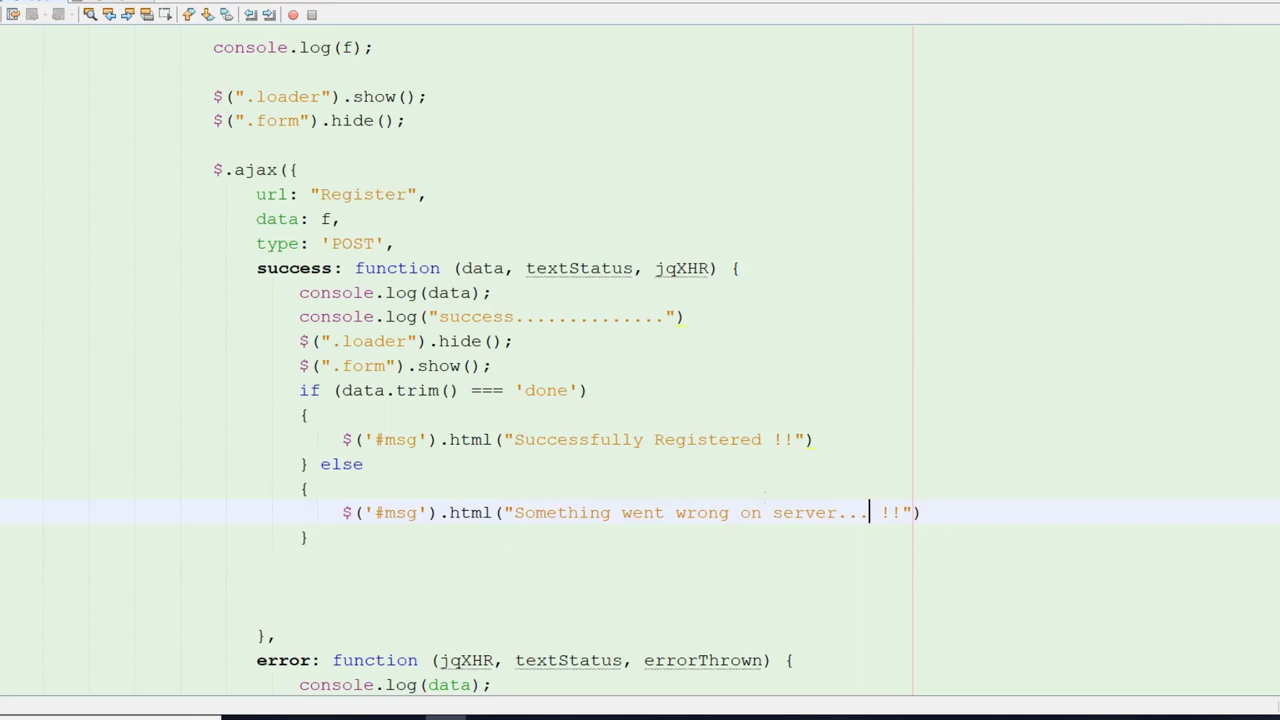 console.log(f);
$(".loader").show();
$(".form").hide();
$.ajax({
url: "Register",
data: f,
type: 'POST',
success: function (data, textStatus, jqXHR) {
console.log(data);
console.log("success..............")
$(".loader").hide();
$(".form").show();
if (data.trim() === 'done')
{
$('#msg').html("Successfully Registered !!")
} else
{
$('#msg').html("Something went wrong on server... !!")
}
},
error: function (jqXHR, textStatus, errorThrown) {
console.log(data);